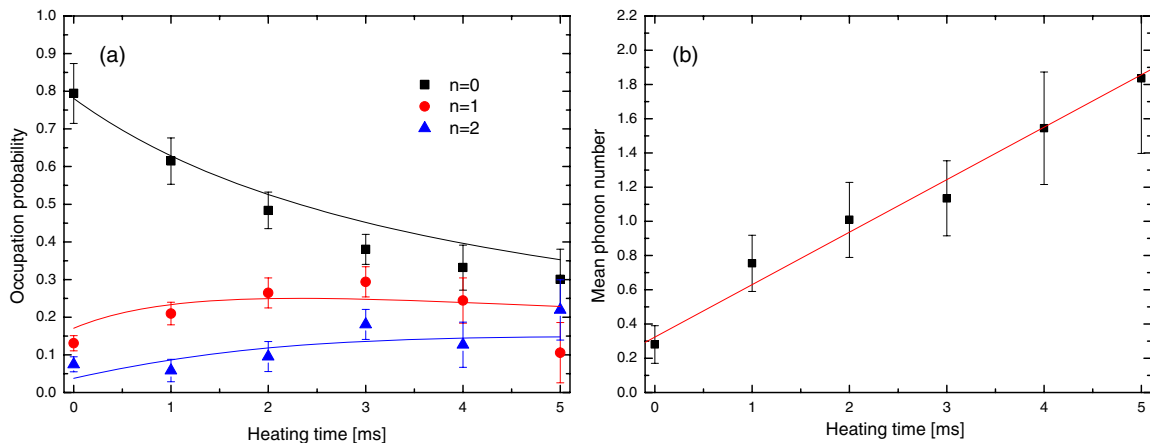 (a)
n=0
n=1
n=2
Occupation probability
1.0
0.9
0.8
0.7
0.6
0.5
0.4
0.3
0.2
0.1
0.0
0 1 2 3 4 5
Heating time [ms]
(b)
Mean phonon number
2.2
2.0
1.8
1.6
1.4
1.2
1.0
0.8
0.6
0.4
0.2
0.0
0 1 2 3 4 5
Heating time [ms]